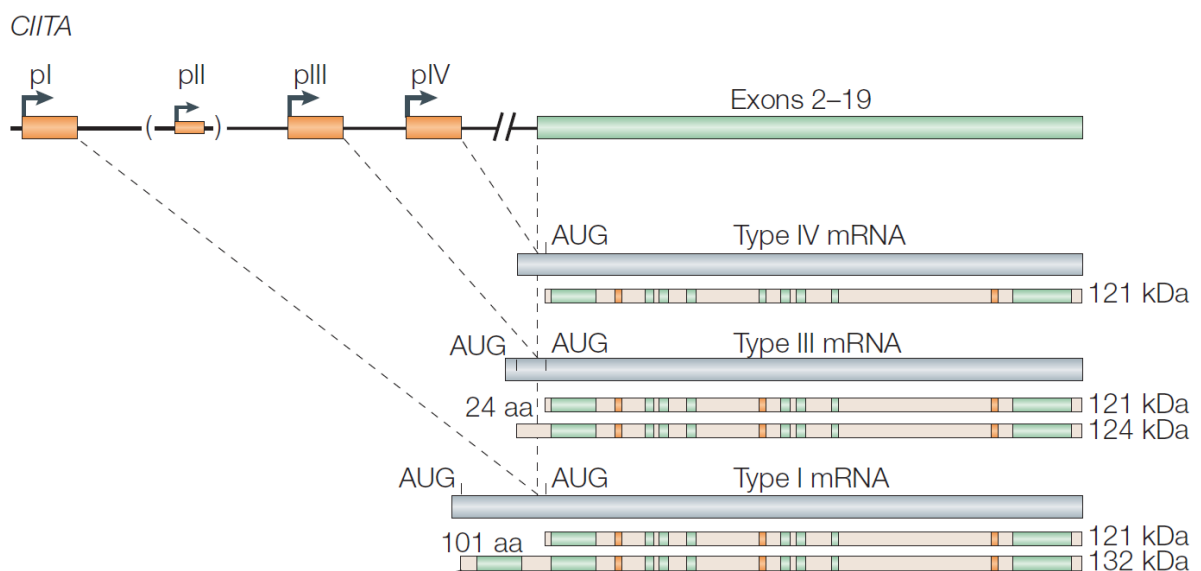 CIITA
pI pII pIII pIV
( )
Exons 2–19
AUG Type IV mRNA
121 kDa
AUG AUG Type III mRNA
24 aa 121 kDa
124 kDa
AUG AUG Type I mRNA
101 aa 121 kDa
132 kDa